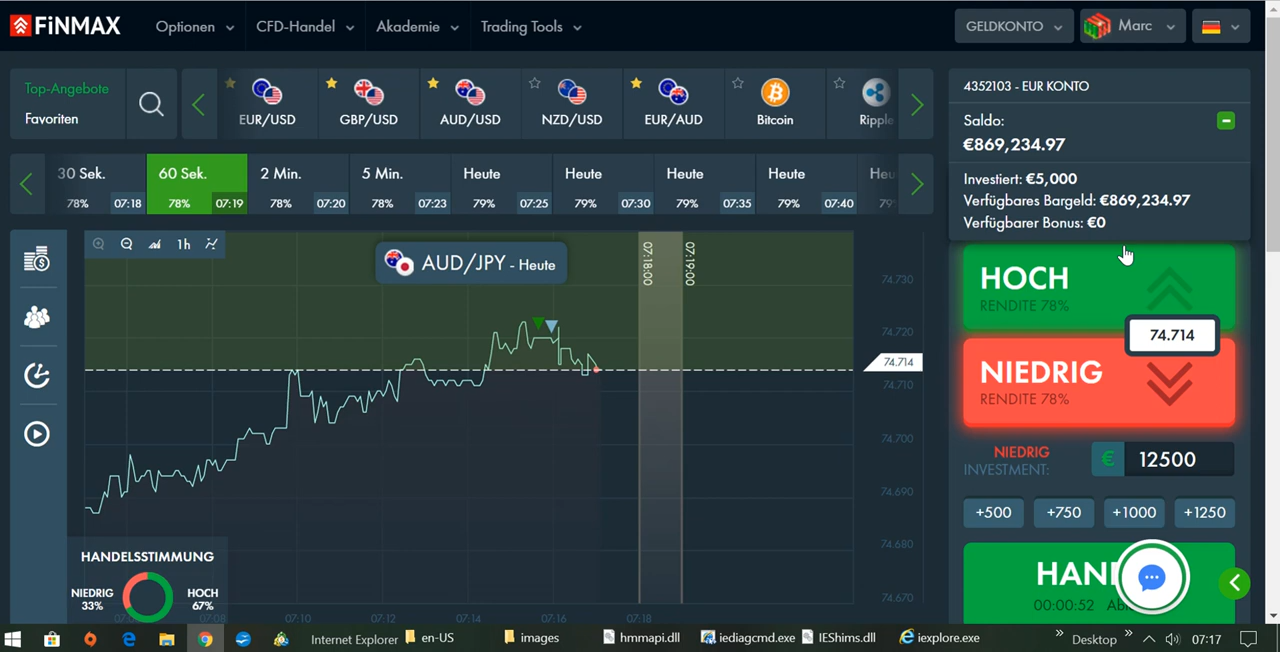 FiNMAX
Optionen
CFD-Handel
Akademie
Trading Tools
GELDKONTO
Marc
Top-Angebote
Favoriten
EUR/USD
GBP/USD
AUD/USD
NZD/USD
EUR/AUD
Bitcoin
Ripple
4352103 - EUR KONTO
Saldo:
€869,234.97
Investiert: €5,000
Verfügbares Bargeld: €869,234.97
Verfügbarer Bonus: €0
30 Sek.
78% 07:18
60 Sek.
78% 07:19
2 Min.
78% 07:20
5 Min.
78% 07:23
Heute
79% 07:25
Heute
79% 07:30
Heute
79% 07:35
Heute
79% 07:40
Heu
79%
1h
AUD/JPY - Heute
07:18:00
07:19:00
74.730
74.720
74.714
74.710
74.700
74.690
74.680
74.670
HOCH
RENDITE 78%
74.714
NIEDRIG
RENDITE 78%
NIEDRIG
INVESTMENT:
€ 12500
+500
+750
+1000
+1250
HAN
00:00:52
HANDELSSTIMMUNG
NIEDRIG
33%
HOCH
67%
07:08
07:10
07:12
07:14
07:16
07:18
Internet Explorer
en-US
images
hmmapi.dll
iediagcmd.exe
IEShims.dll
iexplore.exe
Desktop
07:17